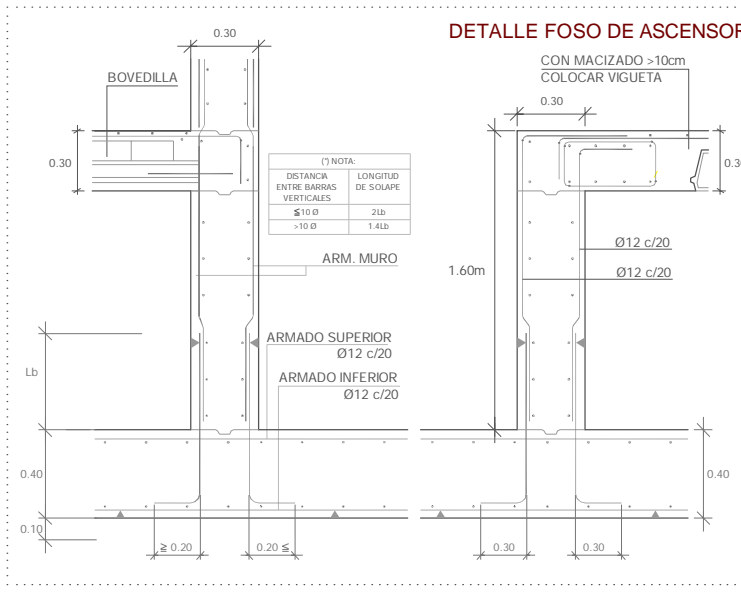 DETALLE FOSO DE ASCENSOR
0.30
CON MACIZADO >10cm
COLOCAR VIGUETA
BOVEDILLA
0.30
0.30
(*) NOTA:
DISTANCIA
ENTRE BARRAS
VERTICALES
LONGITUD
DE SOLAPE
≦10 Ø
2Lb
>10 Ø
1.4Lb
0.3
ARM. MURO
1.60m
Ø12 c/20
Ø12 c/20
ARMADO SUPERIOR
Ø12 c/20
Lb
ARMADO INFERIOR
Ø12 c/20
0.40
0.40
0.10
≧ 0.20
0.20 ≦
0.30
0.30